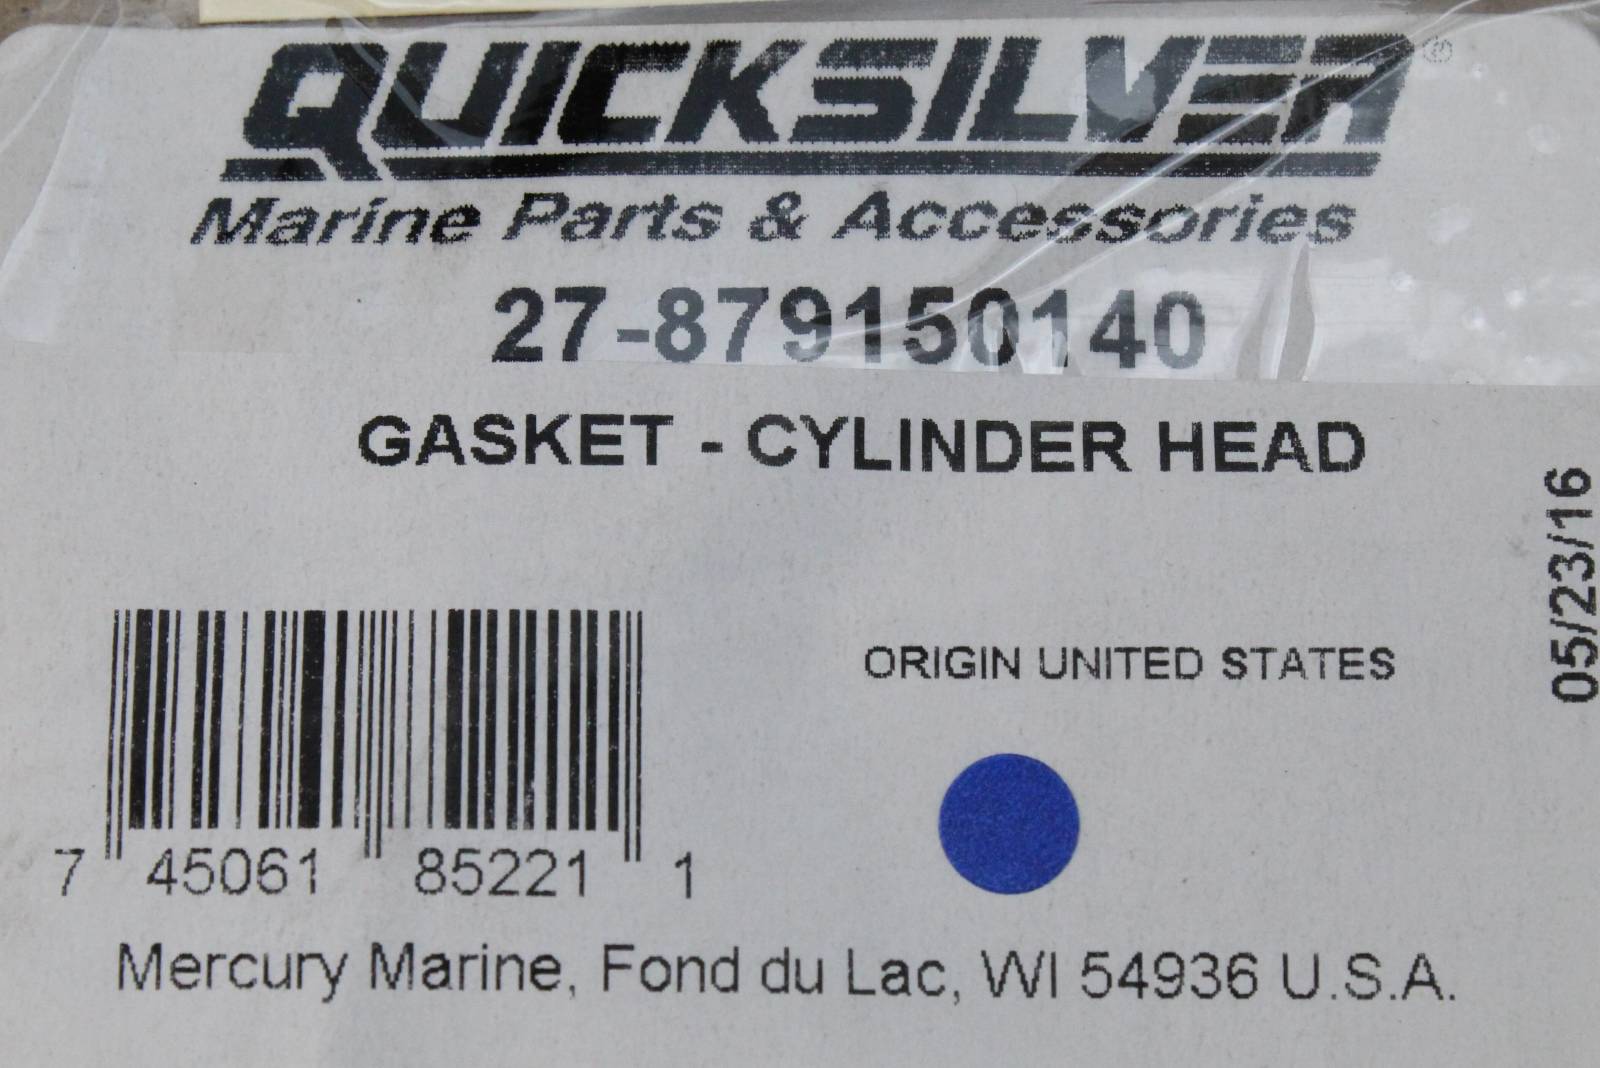 QUICKSILVER®
Marine Parts & Accessories
27-879150140
GASKET - CYLINDER HEAD
05/23/16
ORIGIN UNITED STATES
7 45061 85221 1
Mercury Marine, Fond du Lac, WI 54936 U.S.A.